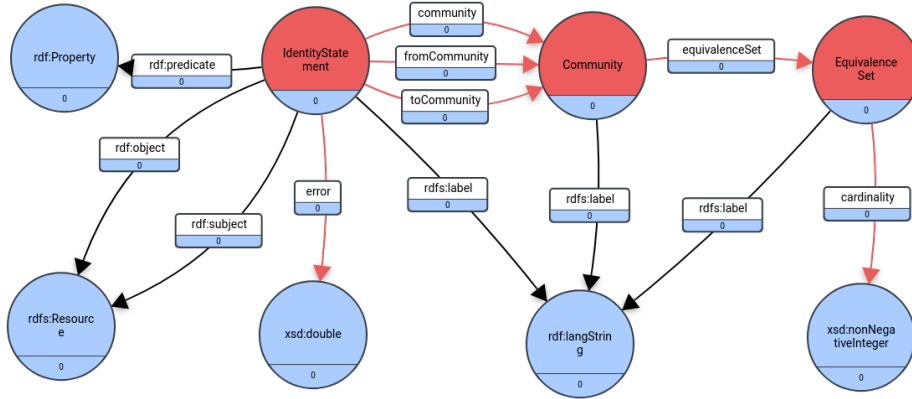 community
0
rdf:Property
0
rdf:predicate
0
IdentityState
ment
0
fromCommunity
0
toCommunity
0
Community
0
equivalenceSet
0
Equivalence
Set
0
rdf:object
0
rdf:subject
0
error
0
rdfs:label
0
rdfs:label
0
rdfs:label
0
cardinality
0
rdfs:Resourc
e
0
xsd:double
0
rdf:langStrin
g
0
xsd:nonNega
tiveInteger
0